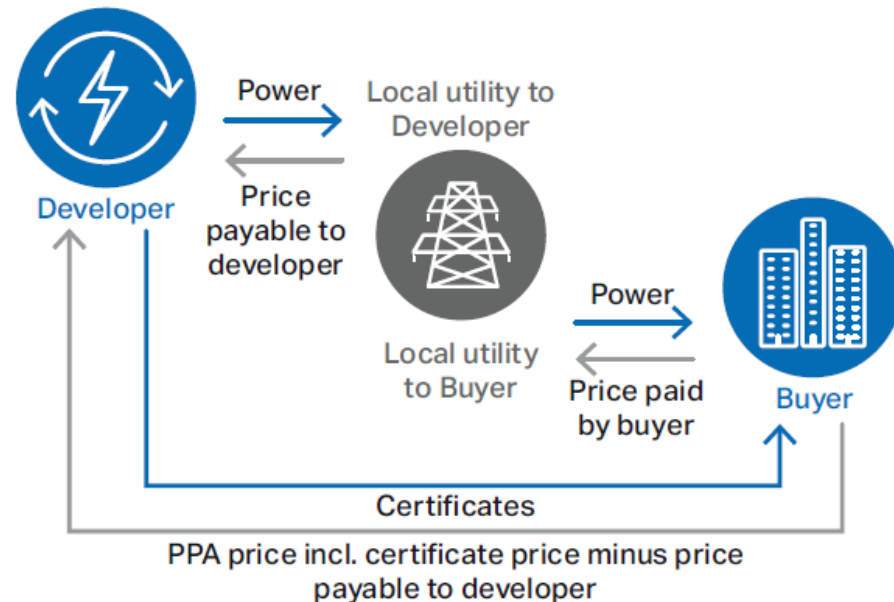 Power
Local utility to
Developer
Developer
Price
payable to
developer
Power
Local utility
to Buyer
Price paid
by buyer
Buyer
Certificates
PPA price incl. certificate price minus price
payable to developer